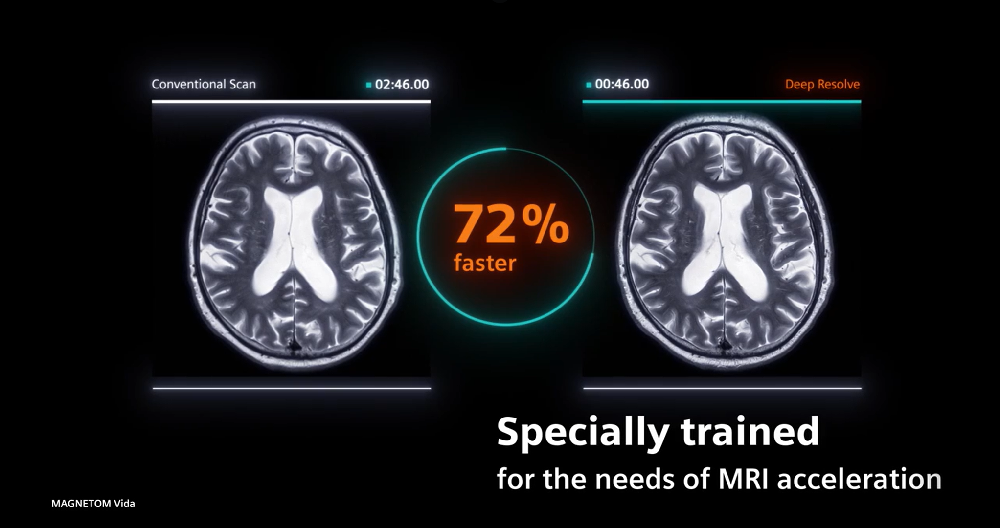 Conventional Scan
02:46.00
00:46.00
Deep Resolve
72%
faster
Specially trained
for the needs of MRI acceleration
MAGNETOM Vida